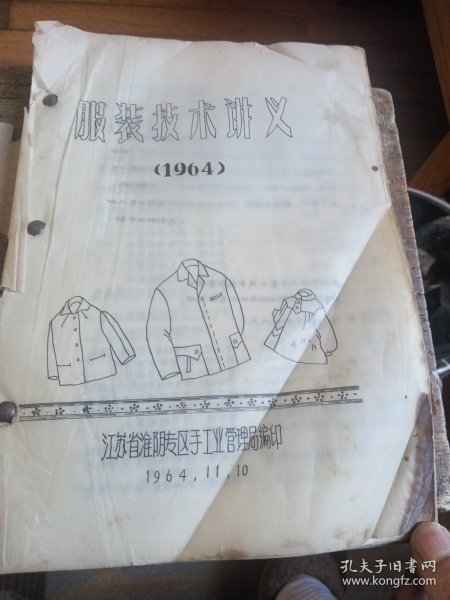 服装技术讲义
(1964)
江苏省淮阴专区手工业管理局编印
1964.11.10
孔夫子旧书网
www.kongfz.com